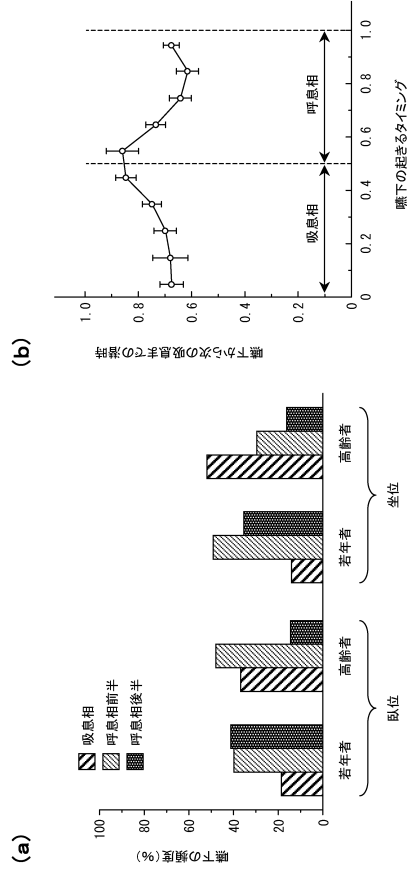 (a)
嚥下の頻度(%)
100
80
60
40
20
0
吸息相
呼息相前半
呼息相後半
若年者
高齢者
若年者
高齢者
臥位
坐位
(b)
嚥下から次の吸息までの潜時
1.0
0.8
0.6
0.4
0.2
0
吸息相
呼息相
0
0.2
0.4
0.6
0.8
1.0
嚥下の起きるタイミング